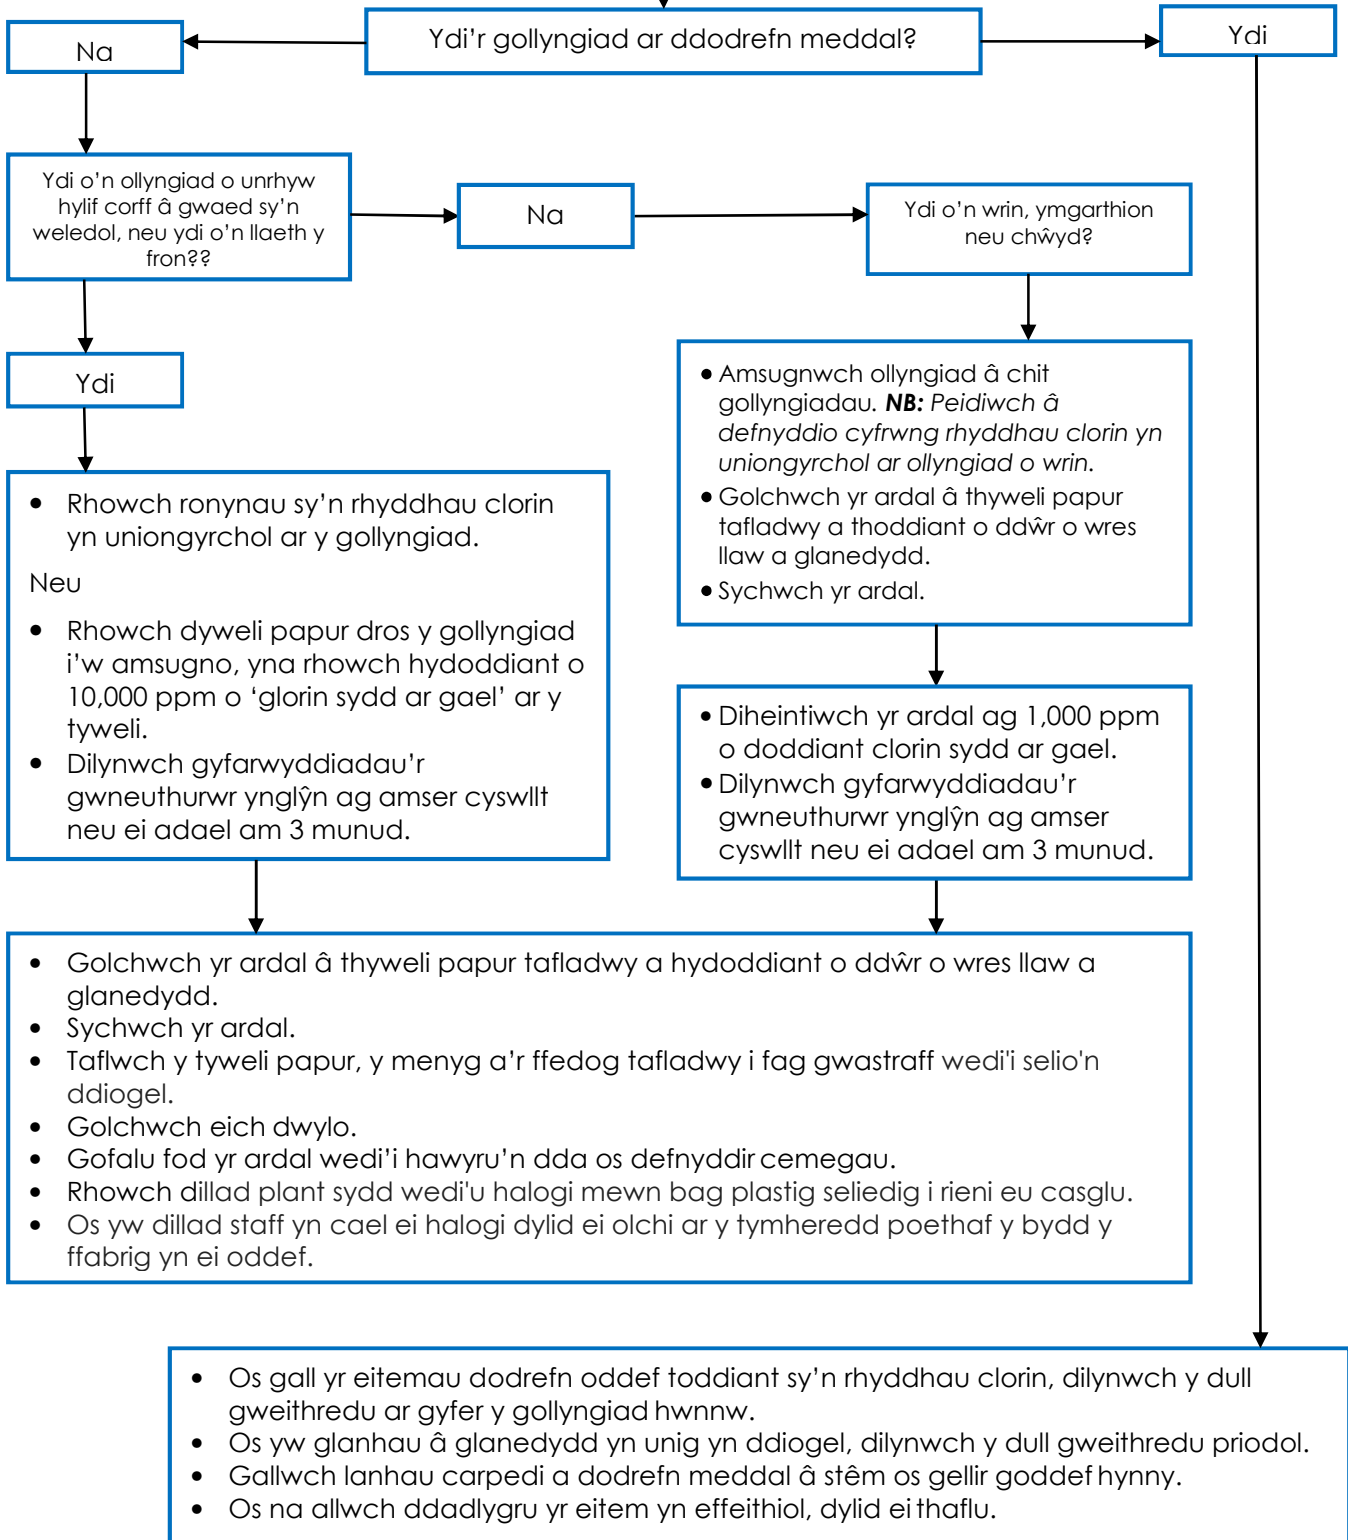 Ydi'r gollyngiad ar ddodrefn meddal?
Na
Ydi
Ydi o'n ollyngiad o unrhyw
hylif corff â gwaed sy'n
weledol, neu ydi o'n llaeth y
fron??
Na
Ydi o'n wrin, ymgarthion
neu chŵyd?
Ydi
• Rhowch ronynau sy'n rhyddhau clorin
yn uniongyrchol ar y gollyngiad.
Neu
• Rhowch dyweli papur dros y gollyngiad
i'w amsugno, yna rhowch hydoddiant o
10,000 ppm o 'glorin sydd ar gael' ar y
tyweli.
• Dilynwch gyfarwyddiadau'r
gwneuthurwr ynglŷn ag amser cyswllt
neu ei adael am 3 munud.
• Amsugnwch ollyngiad â chit
gollyngiadau. NB: Peidiwch â
defnyddio cyfrwng rhyddhau clorin yn
uniongyrchol ar ollyngiad o wrin.
• Golchwch yr ardal â thyweli papur
tafladwy a thoddiant o ddŵr o wres
llaw a glanedydd.
• Sychwch yr ardal.
• Diheintiwch yr ardal ag 1,000 ppm
o doddiant clorin sydd ar gael.
• Dilynwch gyfarwyddiadau'r
gwneuthurwr ynglŷn ag amser
cyswllt neu ei adael am 3 munud.
• Golchwch yr ardal â thyweli papur tafladwy a hydoddiant o ddŵr o wres llaw a
glanedydd.
• Sychwch yr ardal.
• Taflwch y tyweli papur, y menyg a'r ffedog tafladwy i fag gwastraff wedi'i selio'n
ddiogel.
• Golchwch eich dwylo.
• Gofalu fod yr ardal wedi'i hawyru'n dda os defnyddir cemegau.
• Rhowch dillad plant sydd wedi'u halogi mewn bag plastig seliedig i rieni eu casglu.
• Os yw dillad staff yn cael ei halogi dylid ei olchi ar y tymheredd poethaf y bydd y
ffabrig yn ei oddef.
• Os gall yr eitemau dodrefn oddef toddiant sy'n rhyddhau clorin, dilynwch y dull
gweithredu ar gyfer y gollyngiad hwnnw.
• Os yw glanhau â glanedydd yn unig yn ddiogel, dilynwch y dull gweithredu priodol.
• Gallwch lanhau carpedi a dodrefn meddal â stêm os gellir goddef hynny.
• Os na allwch ddadlygru yr eitem yn effeithiol, dylid ei thaflu.